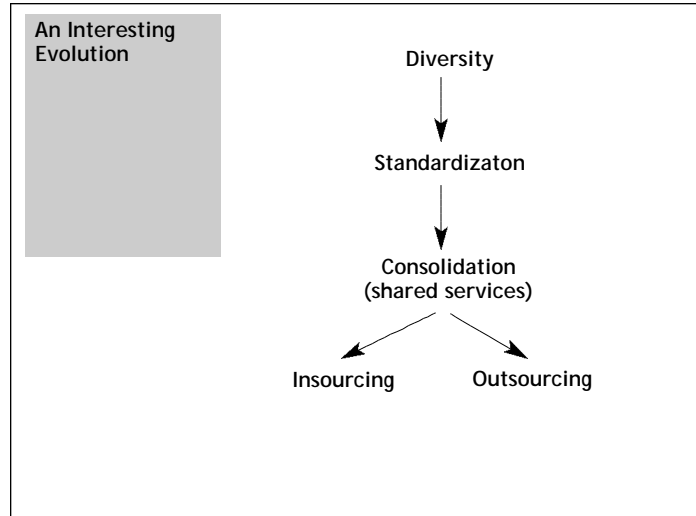 An Interesting
Evolution
Diversity
Standardizaton
Consolidation
(shared services)
Insourcing Outsourcing